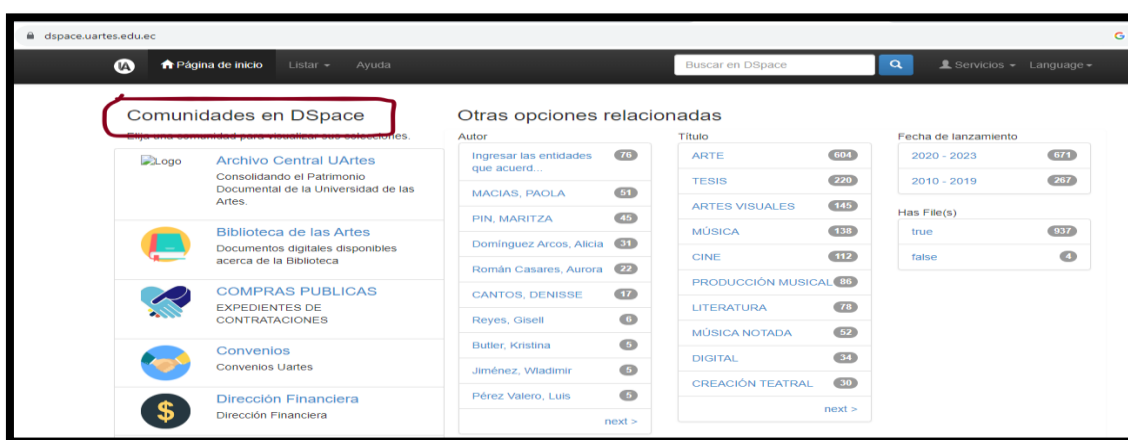 dspace.uartes.edu.ec
Página de inicio Listar Ayuda Buscar en DSpace Servicios Language
Comunidades en DSpace
Elija una comunidad para visualizar sus colecciones.
Logo
Archivo Central UArtes
Consolidando el Patrimonio
Documental de la Universidad de las
Artes.
Biblioteca de las Artes
Documentos digitales disponibles
acerca de la Biblioteca
COMPRAS PUBLICAS
EXPEDIENTES DE
CONTRATACIONES
Convenios
Convenios Uartes
Dirección Financiera
Dirección Financiera
Otras opciones relacionadas
Autor
Ingresar las entidades 76
que acuerd...
MACIAS, PAOLA 51
PIN, MARITZA 45
Domínguez Arcos, Alicia 31
Román Casares, Aurora 22
CANTOS, DENISSE 17
Reyes, Gisell 6
Butler, Kristina 5
Jiménez, Wladimir 5
Pérez Valero, Luis 5
next >
Título
ARTE 604
TESIS 220
ARTES VISUALES 145
MÚSICA 138
CINE 112
PRODUCCIÓN MUSICAL 86
LITERATURA 78
MÚSICA NOTADA 52
DIGITAL 34
CREACIÓN TEATRAL 30
next >
Fecha de lanzamiento
2020 - 2023 671
2010 - 2019 267
Has File(s)
true 937
false 4